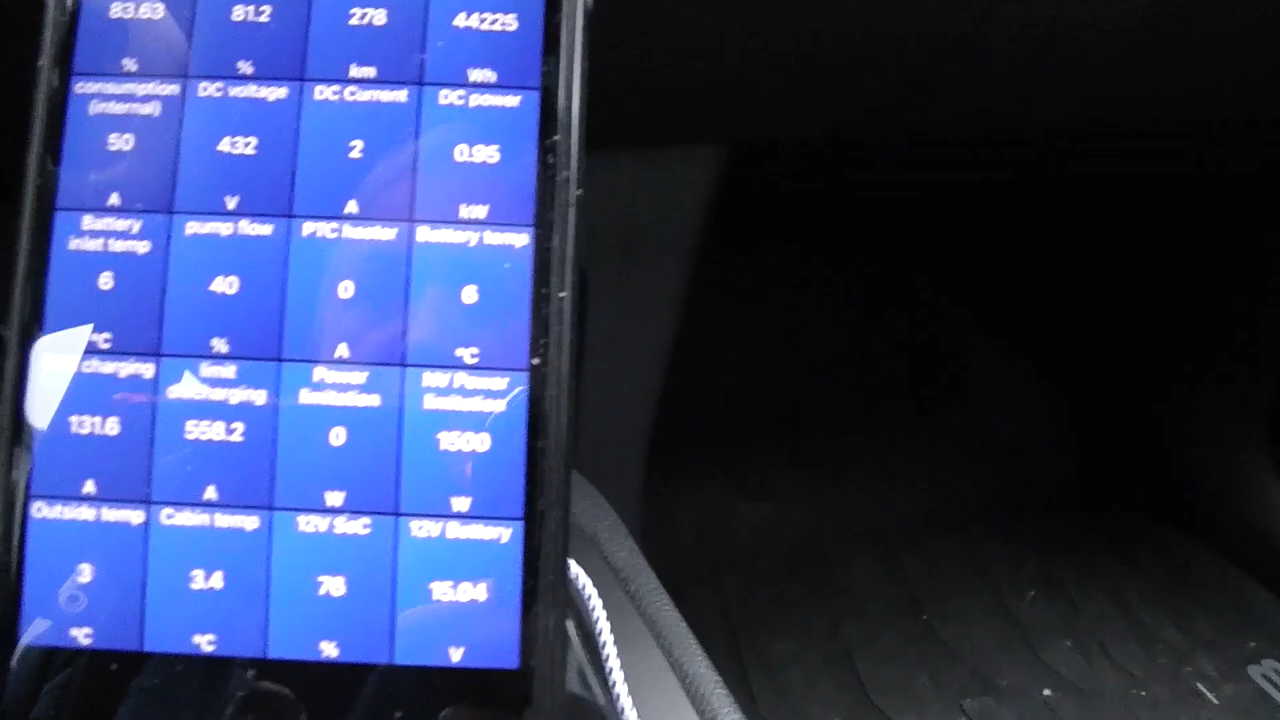 83.63 81.2 278 44225
% % km Wh
consumption DC voltage DC Current DC power
(internal)
50 432 2 0.95
A V A kW
Battery pump flow PTC heater Battery temp
inlet temp
6 40 0 6
°C % A °C
charging limit Power HV Power
discharging limitation limitation
131.6 558.2 0 1500
A A W W
Outside temp Cabin temp 12V SoC 12V Battery
3 3.4 76 15.04
°C °C % V